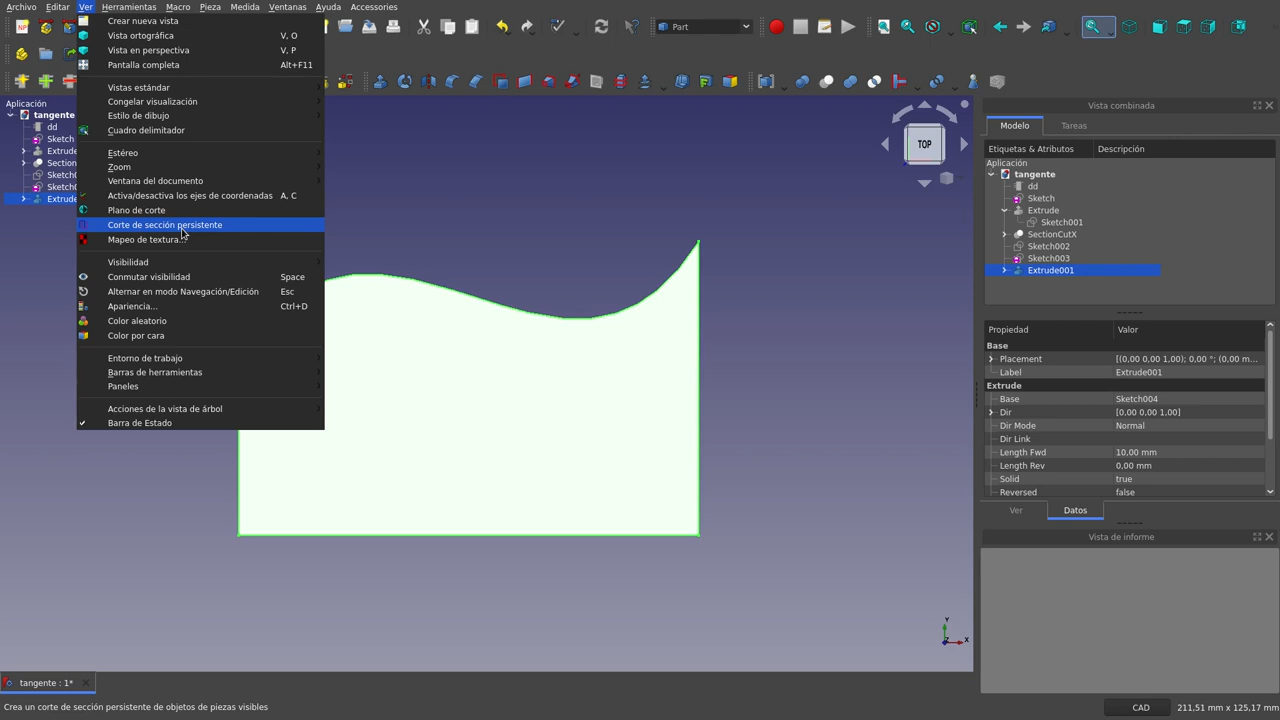 Archivo Editar Ver Herramientas Macro Pieza Medida Ventanas Ayuda Accessories
Crear nueva vista
Vista ortográfica V, O
Vista en perspectiva V, P
Pantalla completa Alt+F11
Vistas estándar
Congelar visualización
Estilo de dibujo
Cuadro delimitador
Estéreo
Zoom
Ventana del documento
Activa/desactiva los ejes de coordenadas A, C
Plano de corte
Corte de sección persistente
Mapeo de textura...
Visibilidad
Conmutar visibilidad Space
Alternar en modo Navegación/Edición Esc
Apariencia... Ctrl+D
Color aleatorio
Color por cara
Entorno de trabajo
Barras de herramientas
Paneles
Acciones de la vista de árbol
Barra de Estado
Part
Aplicación
tangente
dd
Sketch
Extrude
Section
Sketch0
Sketch0
Extrude
TOP
Y
X
Vista combinada
Modelo Tareas
Etiquetas & Atributos Descripción
Aplicación
tangente
dd
Sketch
Extrude
Sketch001
SectionCutX
Sketch002
Sketch003
Extrude001
Propiedad Valor
Base
Placement [(0,00 0,00 1,00); 0,00 °; (0,00 m...
Label Extrude001
Extrude
Base Sketch004
Dir [0,00 0,00 1,00]
Dir Mode Normal
Dir Link
Length Fwd 10,00 mm
Length Rev 0,00 mm
Solid true
Reversed false
Ver Datos
Vista de informe
tangente : 1*
Crea un corte de sección persistente de objetos de piezas visibles
CAD 211,51 mm x 125,17 mm